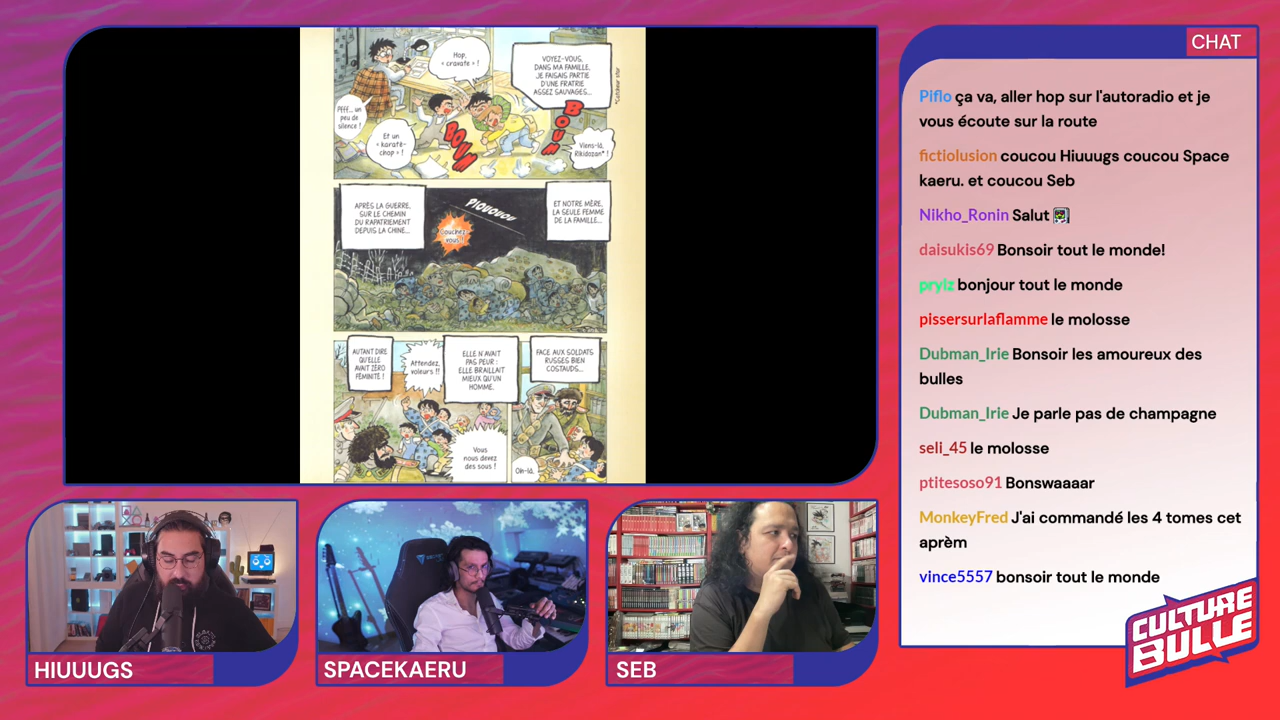 Hop,
« craxate » !
VOYEZ-VOUS,
DANS MA FAMILLE,
JE FAISAIS PARTIE
D'UNE FRATRIE
ASSEZ SAUVAGES...
Pfff... un
peu de
silence !
Et un
« karaté-
chop » !
BOUM
BOUM
Viens-là,
Rikidozan* !
APRÈS LA GUERRE,
SUR LE CHEMIN
DU RAPATRIEMENT
DEPUIS LA CHINE...
PIOUUOUU
Couchez-
vous !
ET NOTRE MÈRE,
LA SEULE FEMME
DE LA FAMILLE...
AUTANT DIRE
QU'ELLE
AVAIT ZÉRO
FÉMINITÉ !
Attendez,
voleurs !!
ELLE N'AVAIT
PAS PEUR :
ELLE BRAILLAIT
MIEUX QU'UN
HOMME.
FACE AUX SOLDATS
RUSSES BIEN
COSTAUDS...
Vous
nous devez
des sous !
Oh-là.
HIUUUGS
SPACEKAERU
SEB
CHAT
Piflo ça va, aller hop sur l'autoradio et je
vous écoute sur la route
fictiolusion coucou Hiuuugs coucou Space
kaeru. et coucou Seb
Nikho_Ronin Salut
daisukis69 Bonsoir tout le monde!
prylz bonjour tout le monde
pissersurlaflamme le molosse
Dubman_Irie Bonsoir les amoureux des
bulles
Dubman_Irie Je parle pas de champagne
seli_45 le molosse
ptitesoso91 Bonswaaaar
MonkeyFred J'ai commandé les 4 tomes cet
aprèm
vince5557 bonsoir tout le monde
CULTURE
BULLE